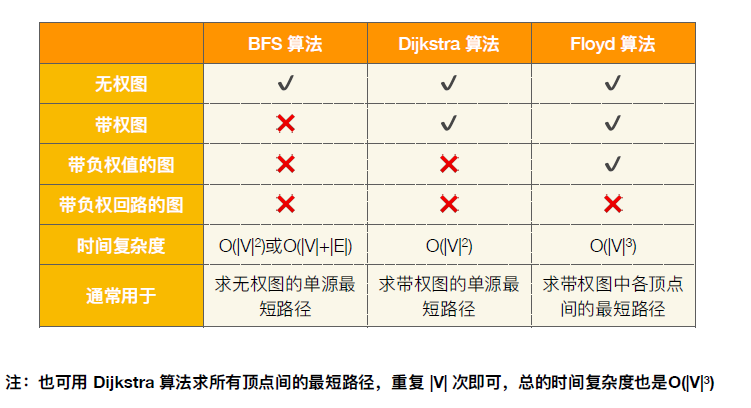 BFS 算法 Dijkstra 算法 Floyd 算法
无权图 ✔ ✔ ✔
带权图 ❌ ✔ ✔
带负权值的图 ❌ ❌ ✔
带负权回路的图 ❌ ❌ ❌
时间复杂度 O(|V|²)或O(|V|+|E|) O(|V|²) O(|V|³)
通常用于 求无权图的单源最短路径 求带权图的单源最短路径 求带权图中各顶点间的最短路径
注：也可用 Dijkstra 算法求所有顶点间的最短路径，重复 |V| 次即可，总的时间复杂度也是O(|V|³)